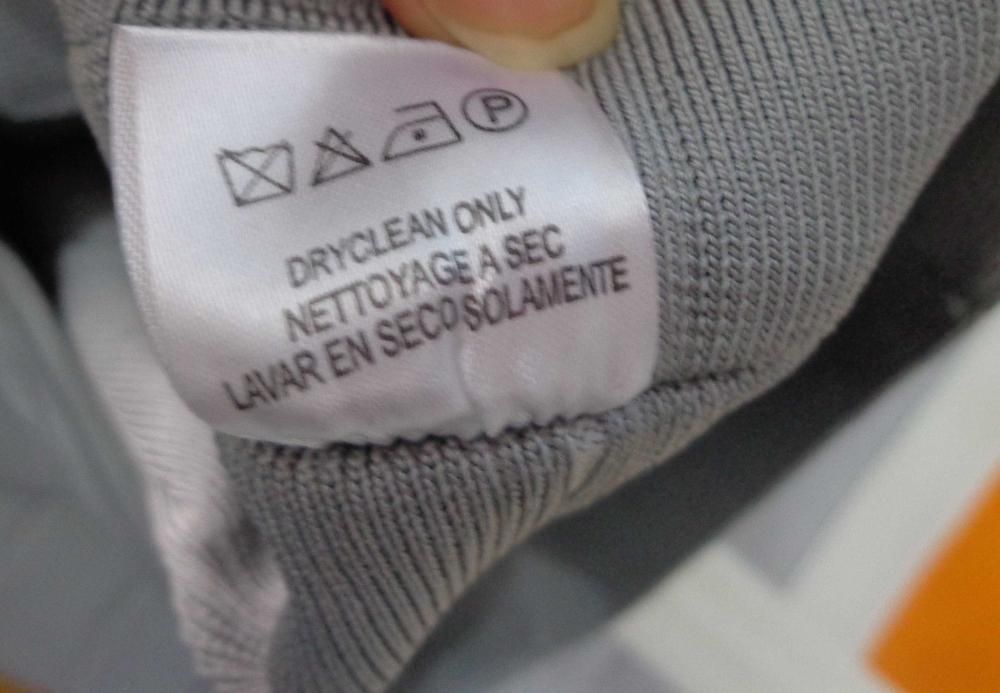 P
DRYCLEAN ONLY
NETTOYAGE A SEC
LAVAR EN SECO SOLAMENTE